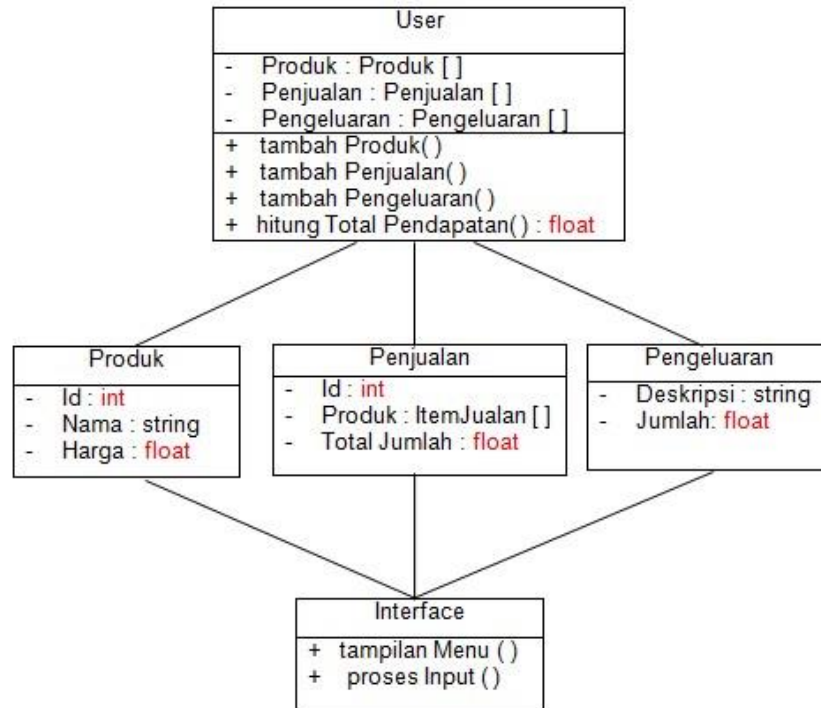 User
- Produk : Produk [ ]
- Penjualan : Penjualan [ ]
- Pengeluaran : Pengeluaran [ ]
+ tambah Produk( )
+ tambah Penjualan( )
+ tambah Pengeluaran( )
+ hitung Total Pendapatan( ) : float
Produk
- Id : int
- Nama : string
- Harga : float
Penjualan
- Id : int
- Produk : ItemJualan [ ]
- Total Jumlah : float
Pengeluaran
- Deskripsi : string
- Jumlah: float
Interface
+ tampilan Menu ( )
+ proses Input ( )